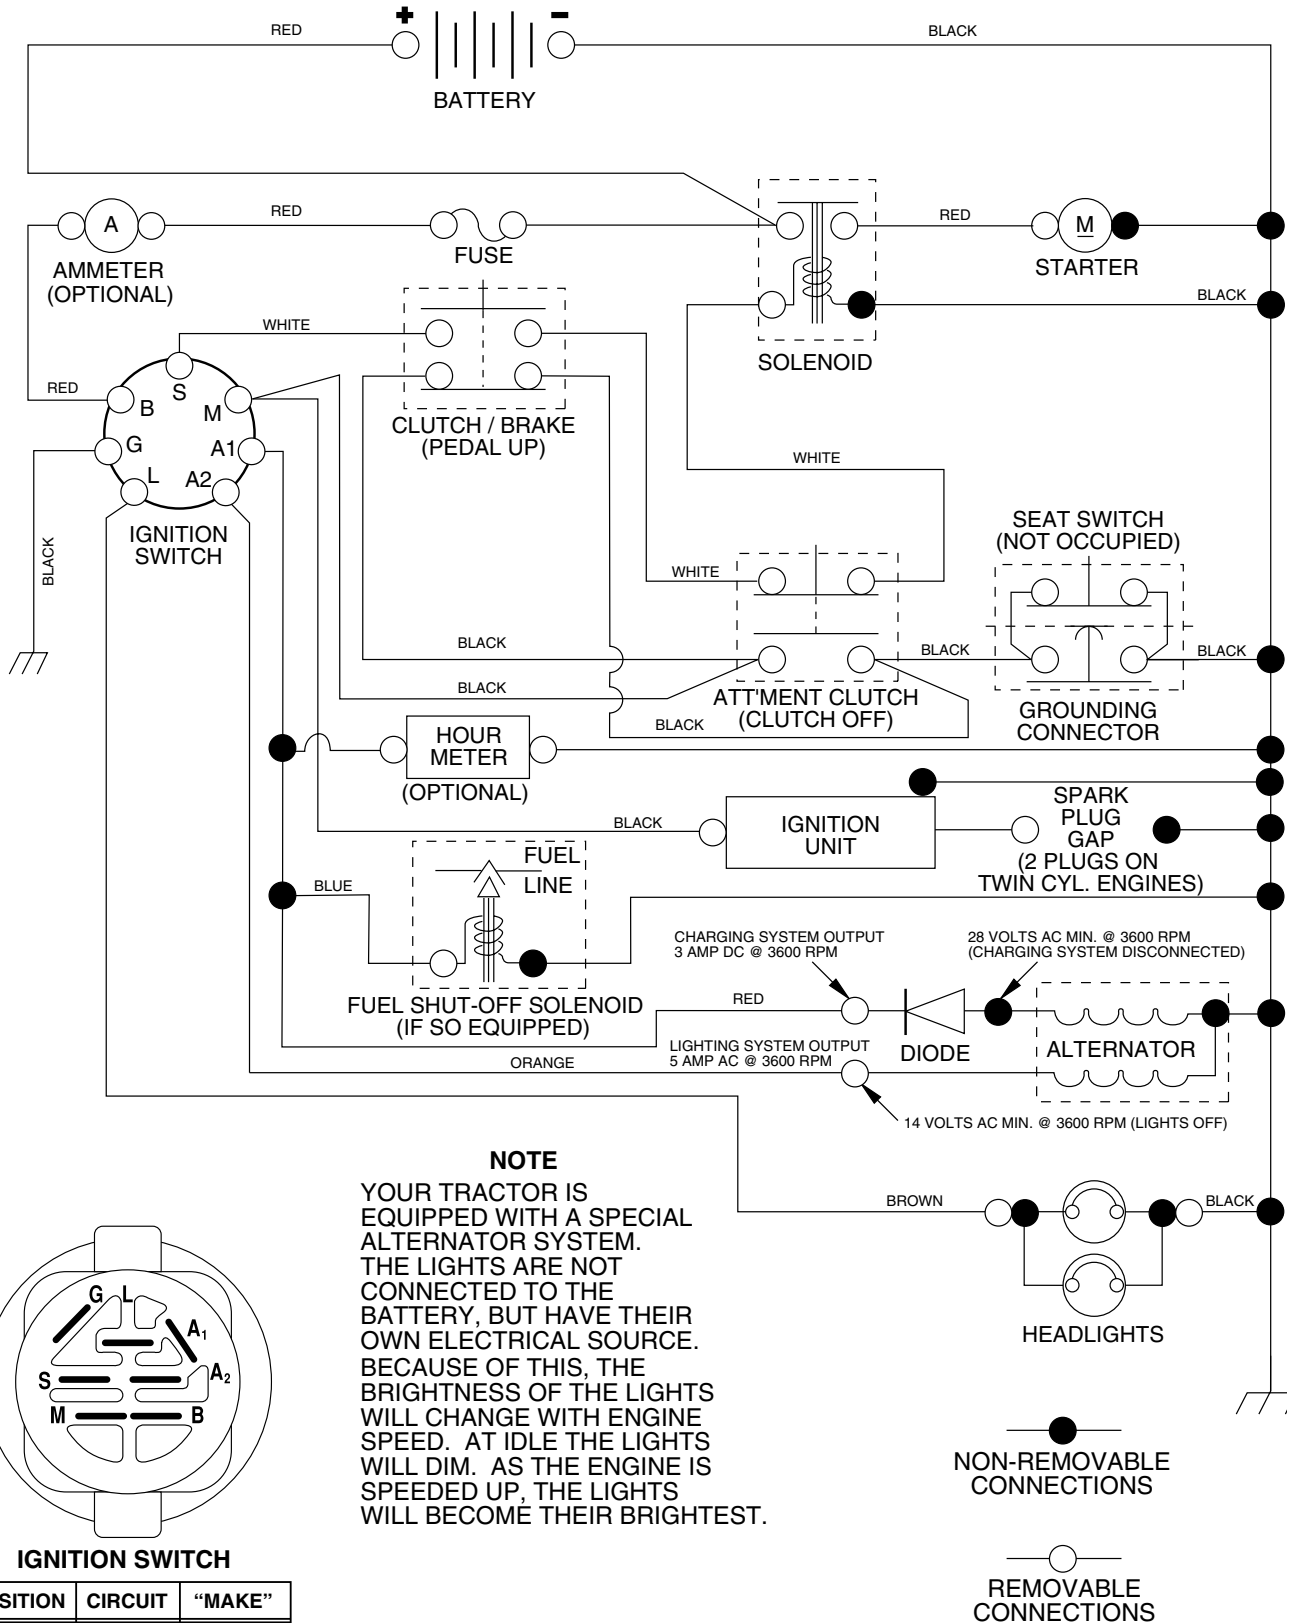 + -
RED
BLACK
BATTERY
RED
A
FUSE
AMMETER
(OPTIONAL)
RED
M
STARTER
BLACK
SOLENOID
WHITE
CLUTCH / BRAKE
(PEDAL UP)
RED
S
B
M
G
A1
L
A2
IGNITION
SWITCH
BLACK
WHITE
SEAT SWITCH
(NOT OCCUPIED)
WHITE
BLACK
BLACK
BLACK
BLACK
ATT'MENT CLUTCH
(CLUTCH OFF)
BLACK
GROUNDING
CONNECTOR
HOUR
METER
(OPTIONAL)
BLACK
IGNITION
UNIT
SPARK
PLUG
GAP
(2 PLUGS ON
TWIN CYL. ENGINES)
FUEL
LINE
BLUE
FUEL SHUT-OFF SOLENOID
(IF SO EQUIPPED)
CHARGING SYSTEM OUTPUT
3 AMP DC @ 3600 RPM
28 VOLTS AC MIN. @ 3600 RPM
(CHARGING SYSTEM DISCONNECTED)
RED
DIODE
ALTERNATOR
LIGHTING SYSTEM OUTPUT
5 AMP AC @ 3600 RPM
ORANGE
14 VOLTS AC MIN. @ 3600 RPM (LIGHTS OFF)
NOTE
YOUR TRACTOR IS
EQUIPPED WITH A SPECIAL
ALTERNATOR SYSTEM.
THE LIGHTS ARE NOT
CONNECTED TO THE
BATTERY, BUT HAVE THEIR
OWN ELECTRICAL SOURCE.
BECAUSE OF THIS, THE
BRIGHTNESS OF THE LIGHTS
WILL CHANGE WITH ENGINE
SPEED. AT IDLE THE LIGHTS
WILL DIM. AS THE ENGINE IS
SPEEDED UP, THE LIGHTS
WILL BECOME THEIR BRIGHTEST.
BROWN
BLACK
HEADLIGHTS
G L
A1
S
A2
M
B
IGNITION SWITCH
SITION CIRCUIT “MAKE”
NON-REMOVABLE
CONNECTIONS
REMOVABLE
CONNECTIONS